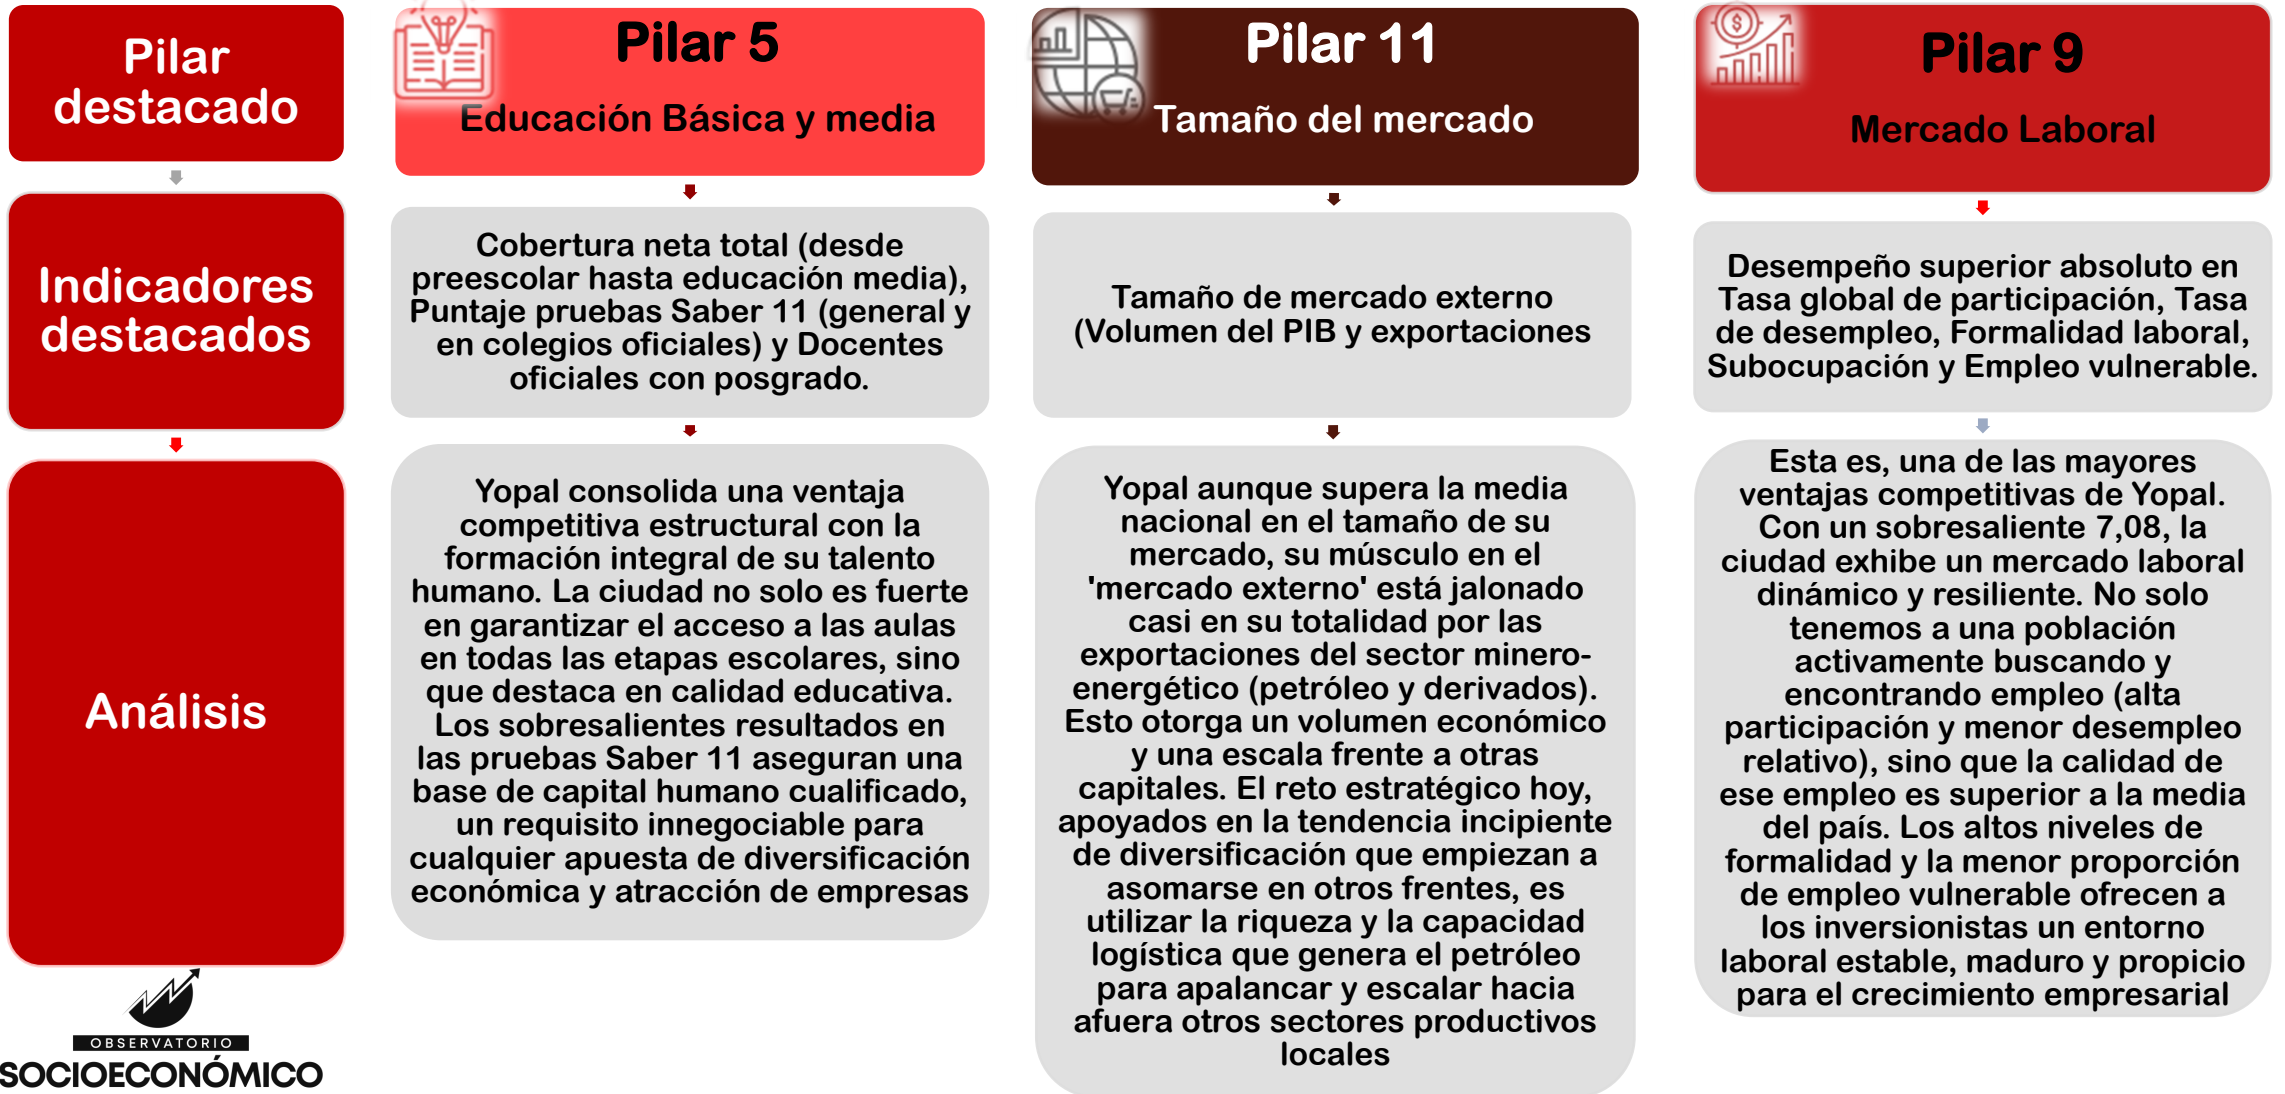 Pilar
destacado
Indicadores
destacados
Análisis
Pilar 5
Educación Básica y media
Cobertura neta total (desde
preescolar hasta educación media),
Puntaje pruebas Saber 11 (general y
en colegios oficiales) y Docentes
oficiales con posgrado.
Yopal consolida una ventaja
competitiva estructural con la
formación integral de su talento
humano. La ciudad no solo es fuerte
en garantizar el acceso a las aulas
en todas las etapas escolares, sino
que destaca en calidad educativa.
Los sobresalientes resultados en
las pruebas Saber 11 aseguran una
base de capital humano cualificado,
un requisito innegociable para
cualquier apuesta de diversificación
económica y atracción de empresas
Pilar 11
Tamaño del mercado
Tamaño de mercado externo
(Volumen del PIB y exportaciones
Yopal aunque supera la media
nacional en el tamaño de su
mercado, su músculo en el
'mercado externo' está jalonado
casi en su totalidad por las
exportaciones del sector minero-
energético (petróleo y derivados).
Esto otorga un volumen económico
y una escala frente a otras
capitales. El reto estratégico hoy,
apoyados en la tendencia incipiente
de diversificación que empiezan a
asomarse en otros frentes, es
utilizar la riqueza y la capacidad
logística que genera el petróleo
para apalancar y escalar hacia
afuera otros sectores productivos
locales
Pilar 9
Mercado Laboral
Desempeño superior absoluto en
Tasa global de participación, Tasa
de desempleo, Formalidad laboral,
Subocupación y Empleo vulnerable.
Esta es, una de las mayores
ventajas competitivas de Yopal.
Con un sobresaliente 7,08, la
ciudad exhibe un mercado laboral
dinámico y resiliente. No solo
tenemos a una población
activamente buscando y
encontrando empleo (alta
participación y menor desempleo
relativo), sino que la calidad de
ese empleo es superior a la media
del país. Los altos niveles de
formalidad y la menor proporción
de empleo vulnerable ofrecen a
los inversionistas un entorno
laboral estable, maduro y propicio
para el crecimiento empresarial
OBSERVATORIO
SOCIOECONÓMICO